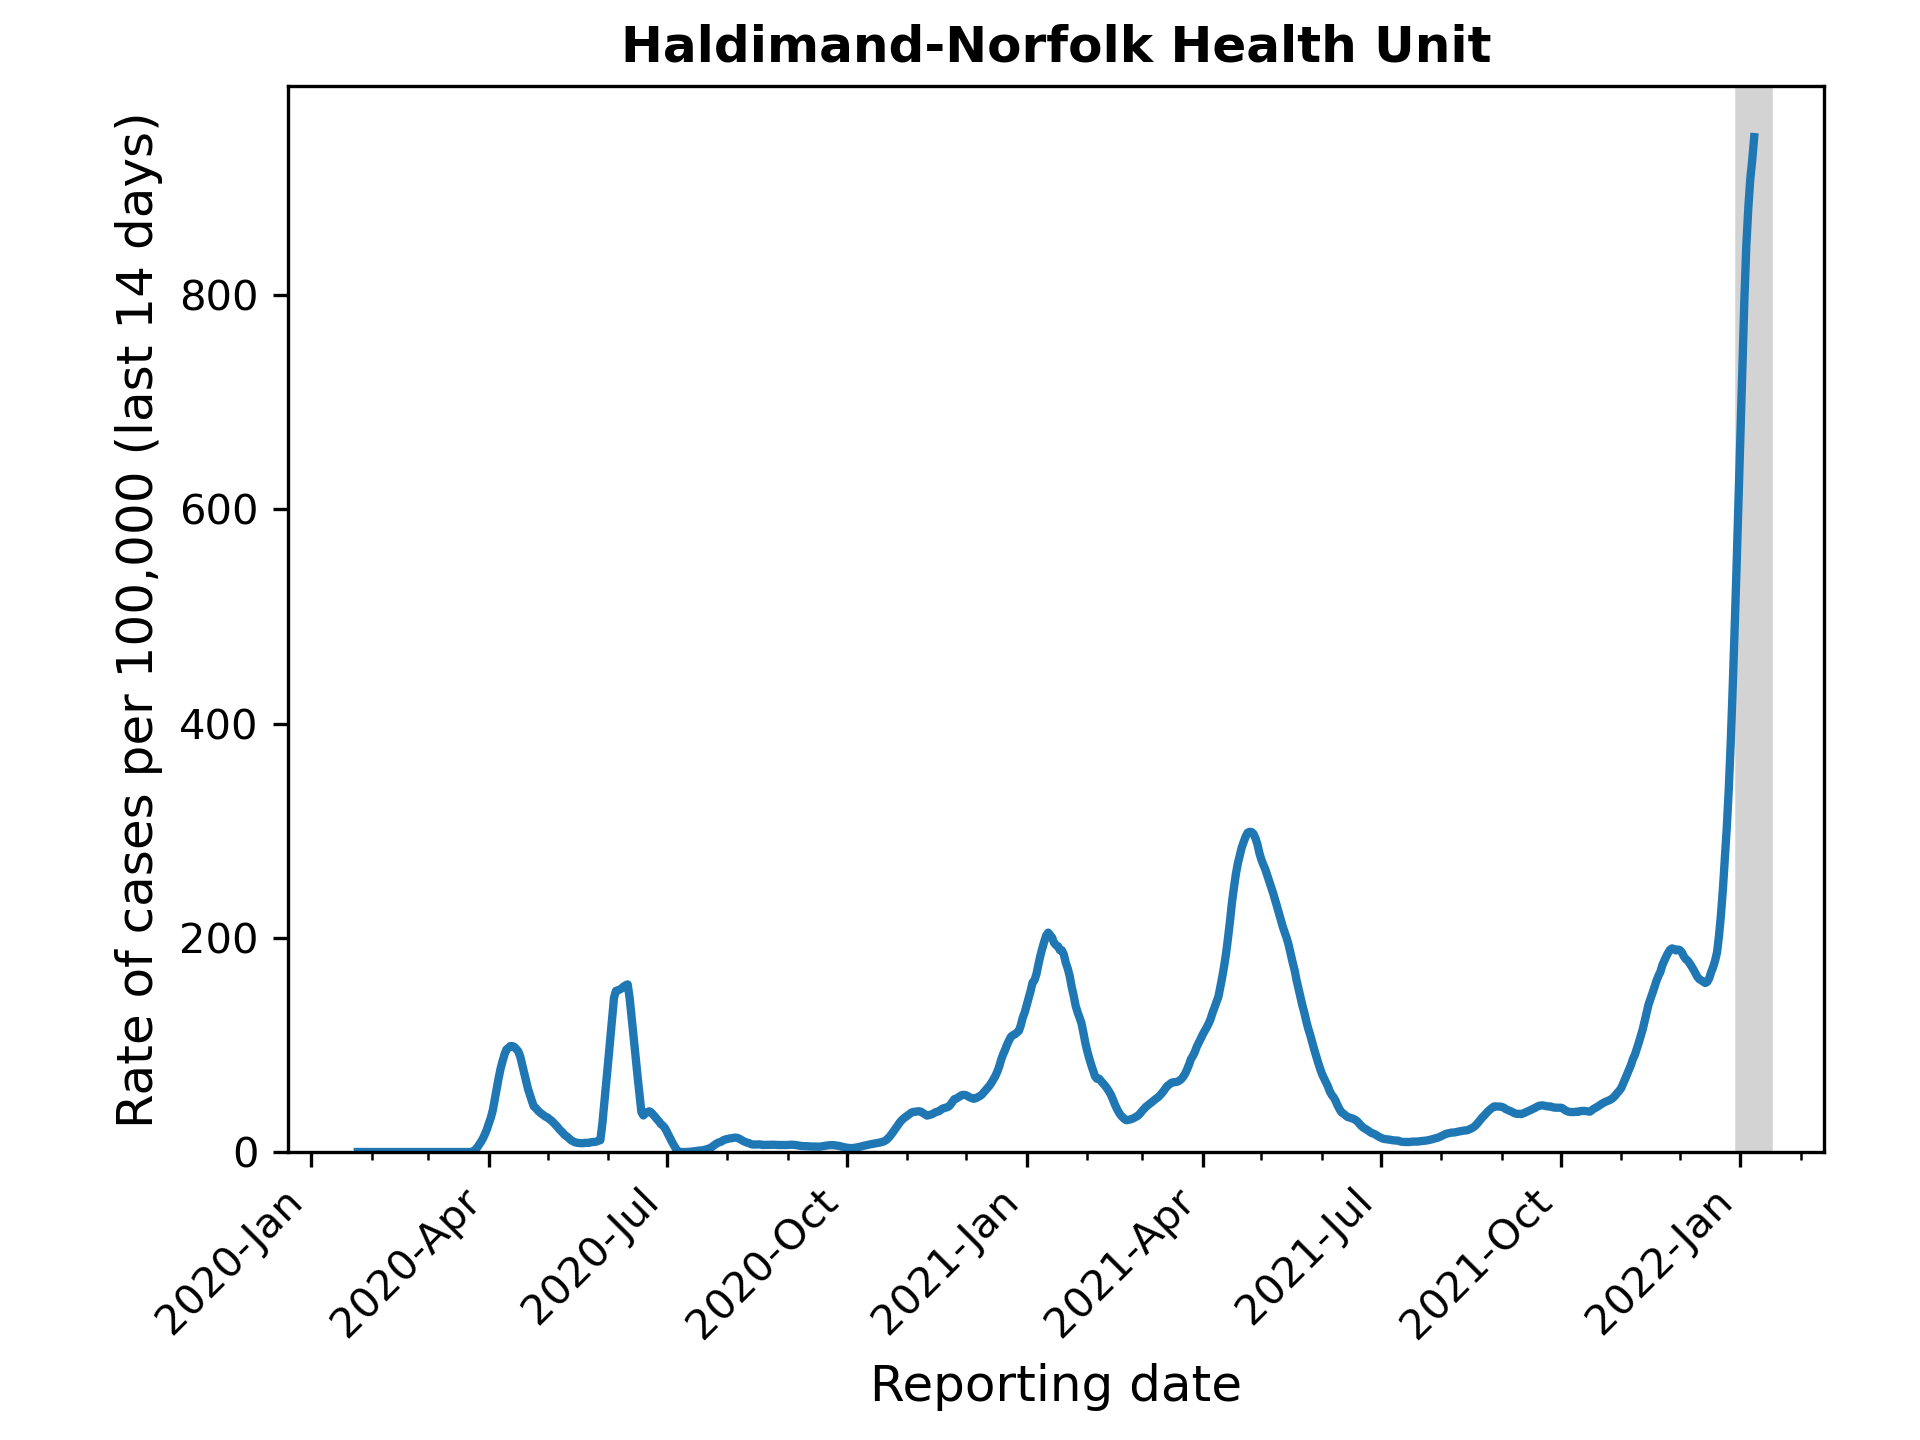 Haldimand-Norfolk Health Unit
Rate of cases per 100,000 (last 14 days)
800
600
400
200
0
2020-Jan
2020-Apr
2020-Jul
2020-Oct
2021-Jan
2021-Apr
2021-Jul
2021-Oct
2022-Jan
Reporting date